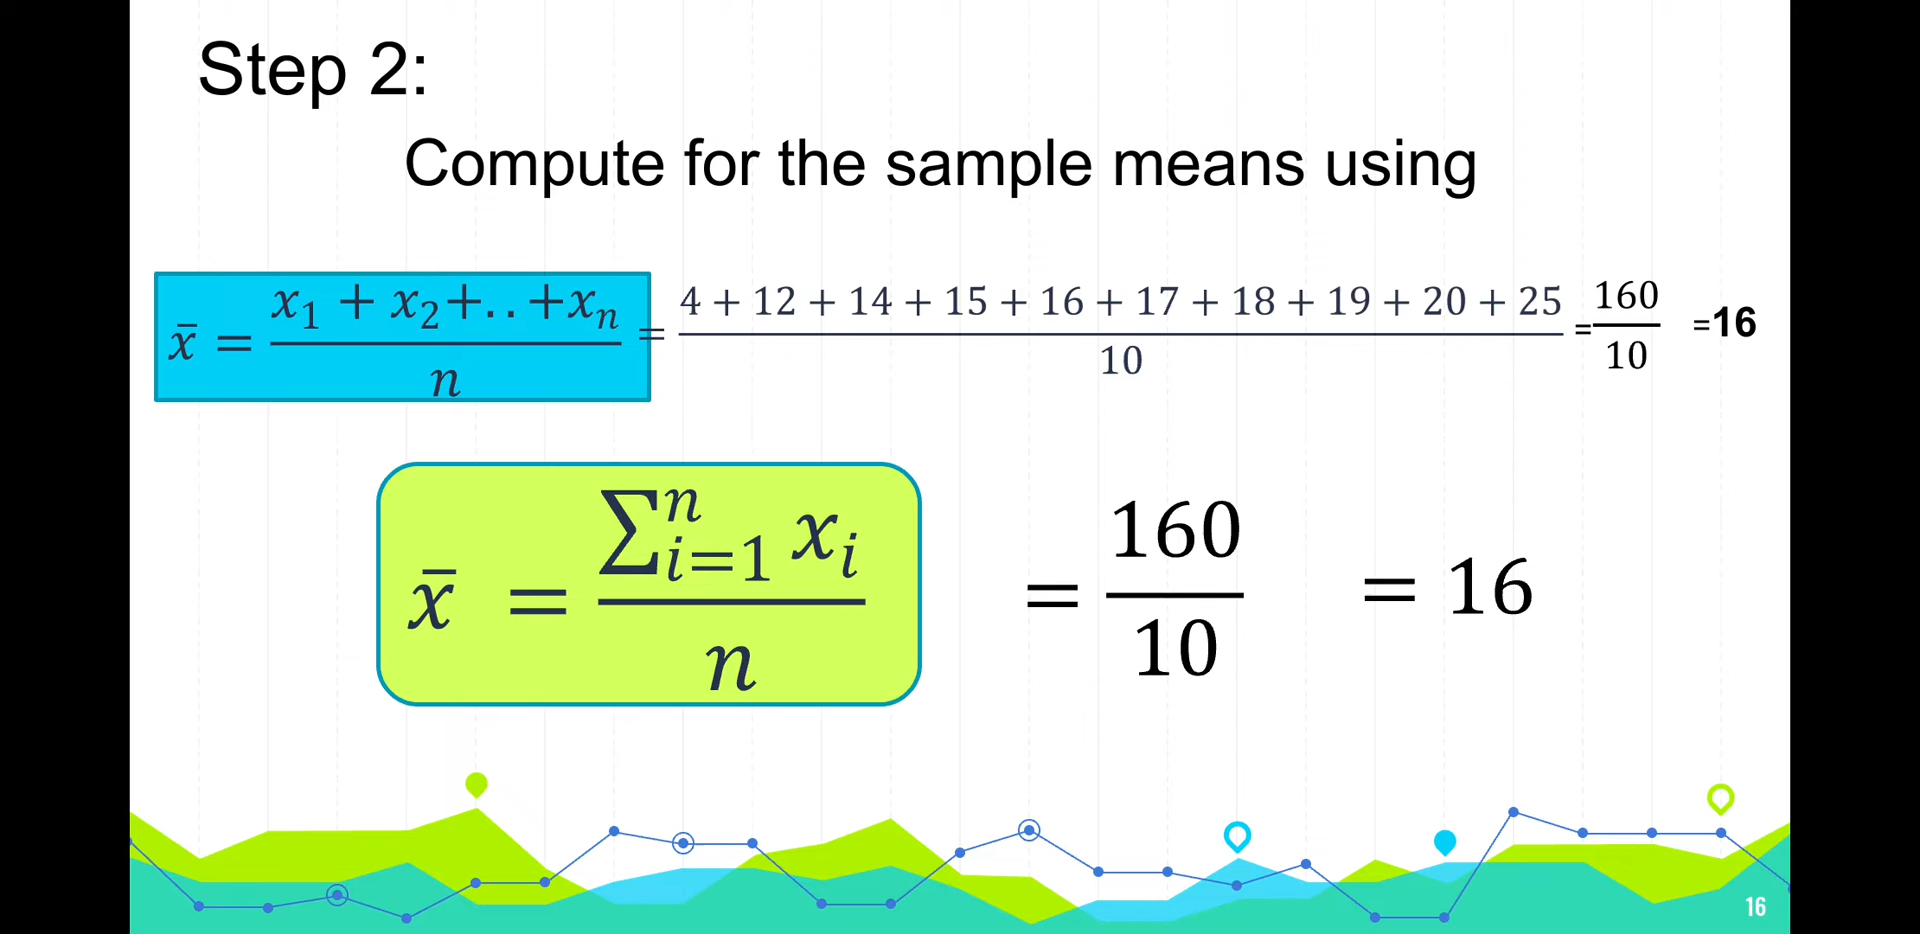 Step 2:
Compute for the sample means using
x̄ = (x₁ + x₂+..+xₙ)/n = (4 + 12 + 14 + 15 + 16 + 17 + 18 + 19 + 20 + 25)/10 = 160/10 =16
x̄ = (∑ⁿᵢ₌₁ xᵢ)/n = 160/10 = 16
16